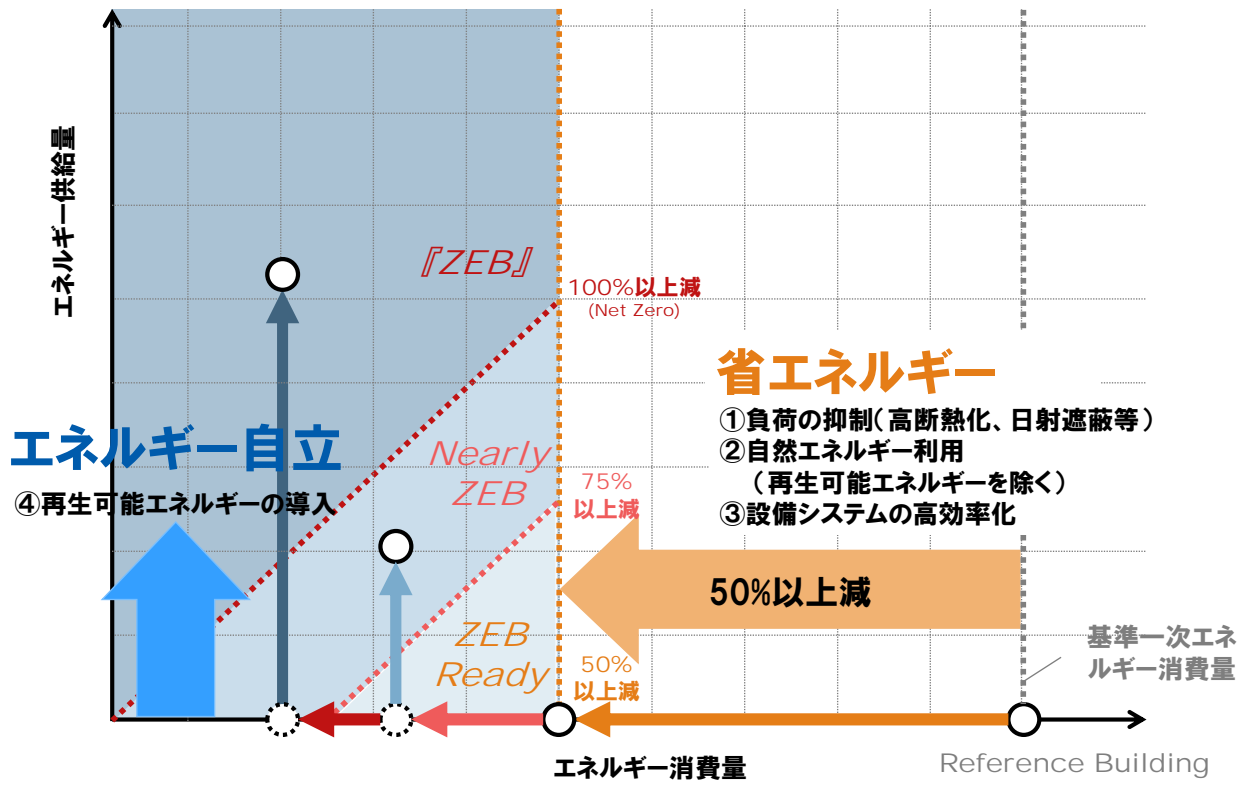 エネルギー供給量
『ZEB』
100%以上減
(Net Zero)
省エネルギー
①負荷の抑制(高断熱化、日射遮蔽等)
②自然エネルギー利用
(再生可能エネルギーを除く)
③設備システムの高効率化
エネルギー自立
④再生可能エネルギーの導入
Nearly
ZEB
75%
以上減
50%以上減
ZEB
Ready
50%
以上減
基準一次エネ
ルギー消費量
エネルギー消費量
Reference Building